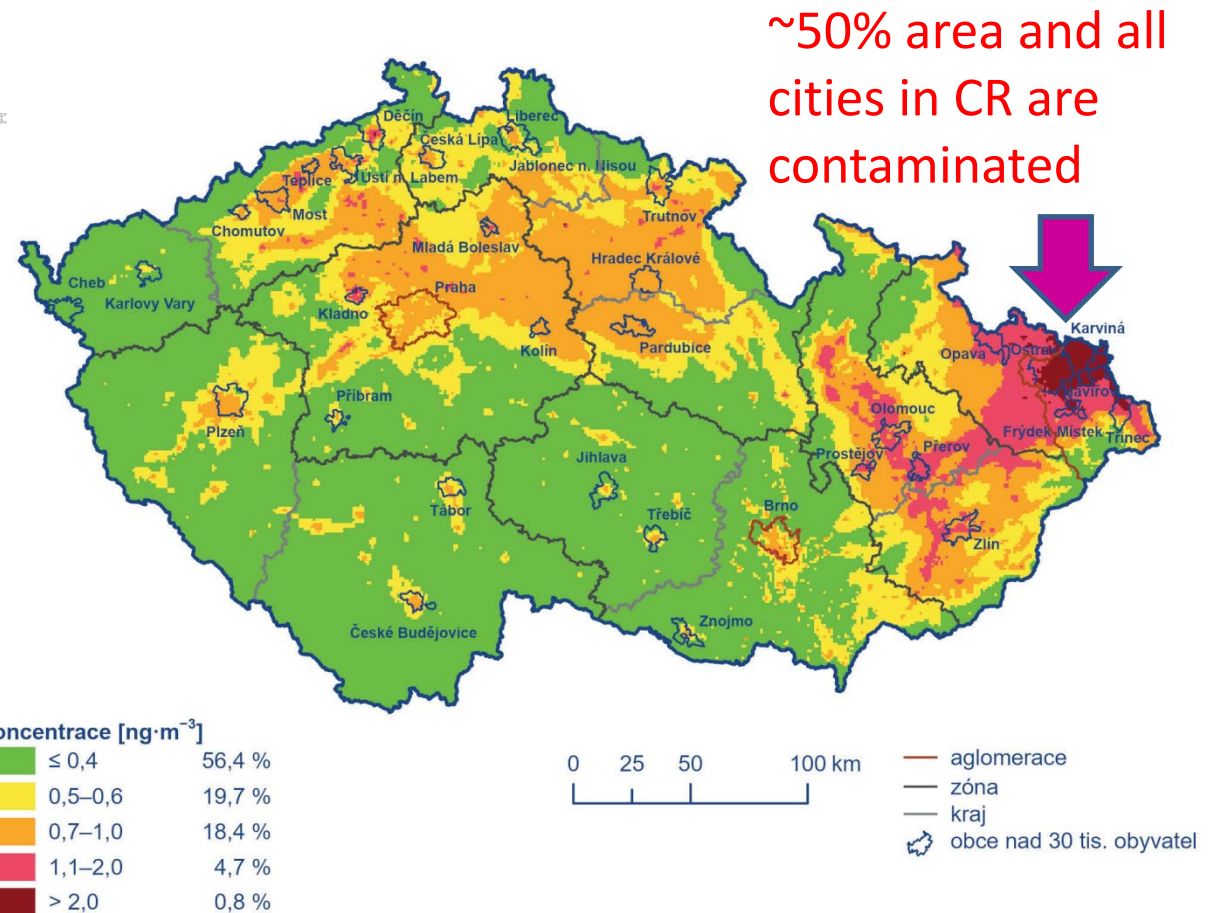 ~50% area and all
cities in CR are
contaminated
Děčín
Liberec
Česká Lípa
Jablonec n. Nisou
Teplice
Ústí n. Labem
Most
Trutnov
Chomutov
Mladá Boleslav
Hradec Králové
Cheb
Karlovy Vary
Praha
Kladno
Kolín
Pardubice
Karviná
Opava
Ostra
Havířov
Příbram
Olomouc
Frýdek Místek
Třinec
Plzeň
Prostějov
Přerov
Jihlava
Tábor
Třebíč
Brno
Zlín
České Budějovice
Znojmo
oncentrace [ng·m⁻³]
≤ 0,4 56,4 %
0,5–0,6 19,7 %
0,7–1,0 18,4 %
1,1–2,0 4,7 %
> 2,0 0,8 %
0 25 50 100 km
aglomerace
zóna
kraj
obce nad 30 tis. obyvatel